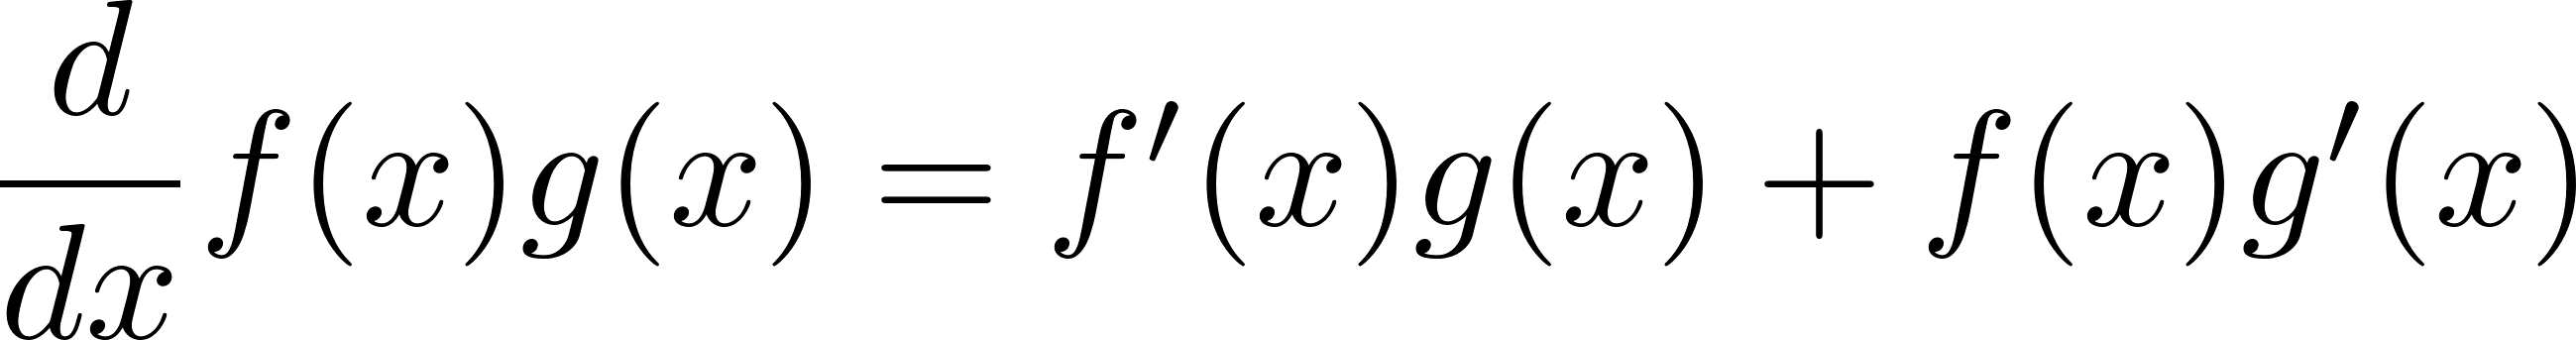 d/dx f(x)g(x) = f′(x)g(x) + f(x)g′(x)